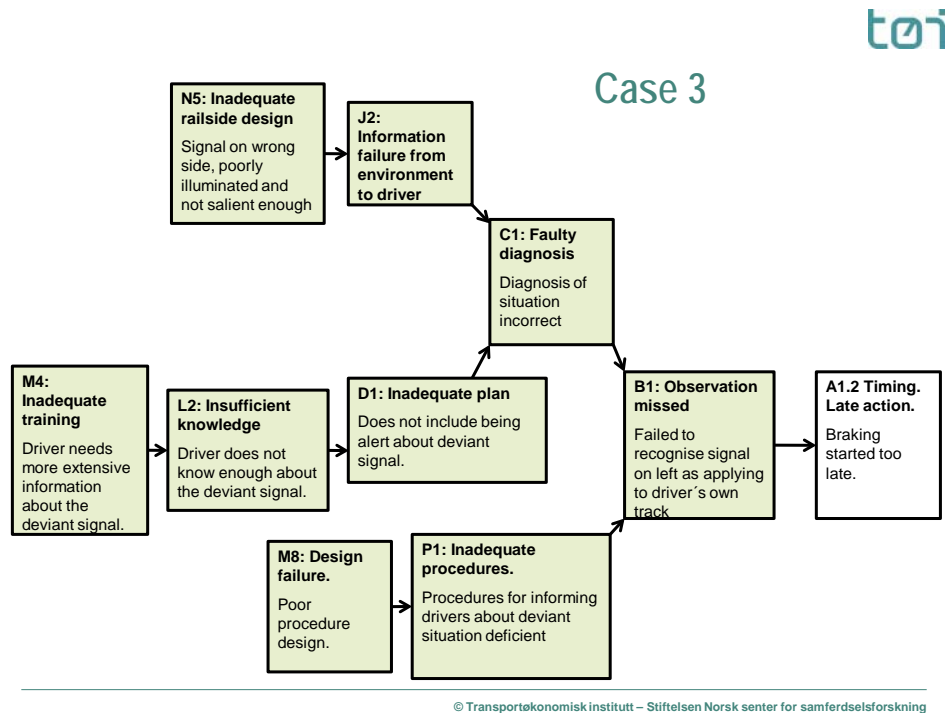 tøi
Case 3
N5: Inadequate
railside design
Signal on wrong
side, poorly
illuminated and
not salient enough
J2:
Information
failure from
environment
to driver
C1: Faulty
diagnosis
Diagnosis of
situation
incorrect
M4:
Inadequate
training
Driver needs
more extensive
information
about the
deviant signal.
L2: Insufficient
knowledge
Driver does not
know enough about
the deviant signal.
D1: Inadequate plan
Does not include being
alert about deviant
signal.
B1: Observation
missed
Failed to
recognise signal
on left as applying
to driver´s own
track
A1.2 Timing.
Late action.
Braking
started too
late.
M8: Design
failure.
Poor
procedure
design.
P1: Inadequate
procedures.
Procedures for informing
drivers about deviant
situation deficient
© Transportøkonomisk institutt – Stiftelsen Norsk senter for samferdselsforskning